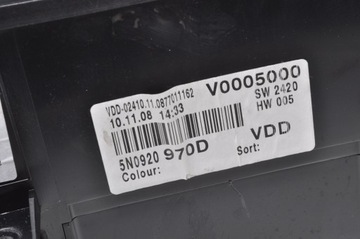 VDD-02410.11.0877011162
V0005000
10.11.08 14:33
SW 2420
HW 005
5N0920 970D
VDD
Colour:
Sort: